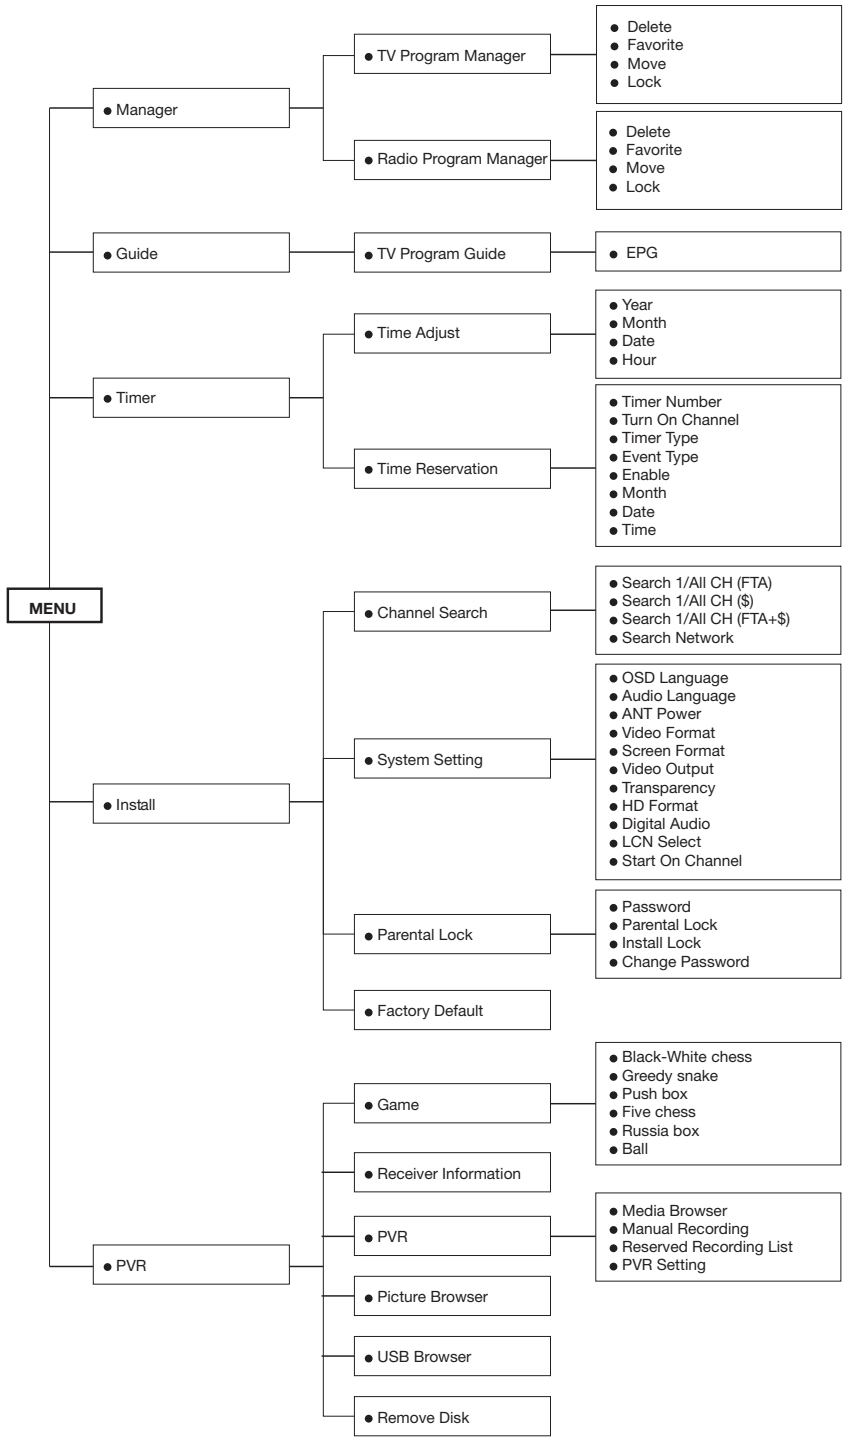 MENU
● Manager
● TV Program Manager
● Delete
● Favorite
● Move
● Lock
● Radio Program Manager
● Delete
● Favorite
● Move
● Lock
● Guide
● TV Program Guide
● EPG
● Timer
● Time Adjust
● Year
● Month
● Date
● Hour
● Time Reservation
● Timer Number
● Turn On Channel
● Timer Type
● Event Type
● Enable
● Month
● Date
● Time
● Install
● Channel Search
● Search 1/All CH (FTA)
● Search 1/All CH ($)
● Search 1/All CH (FTA+$)
● Search Network
● System Setting
● OSD Language
● Audio Language
● ANT Power
● Video Format
● Screen Format
● Video Output
● Transparency
● HD Format
● Digital Audio
● LCN Select
● Start On Channel
● Parental Lock
● Password
● Parental Lock
● Install Lock
● Change Password
● Factory Default
● PVR
● Game
● Black-White chess
● Greedy snake
● Push box
● Five chess
● Russia box
● Ball
● Receiver Information
● PVR
● Media Browser
● Manual Recording
● Reserved Recording List
● PVR Setting
● Picture Browser
● USB Browser
● Remove Disk